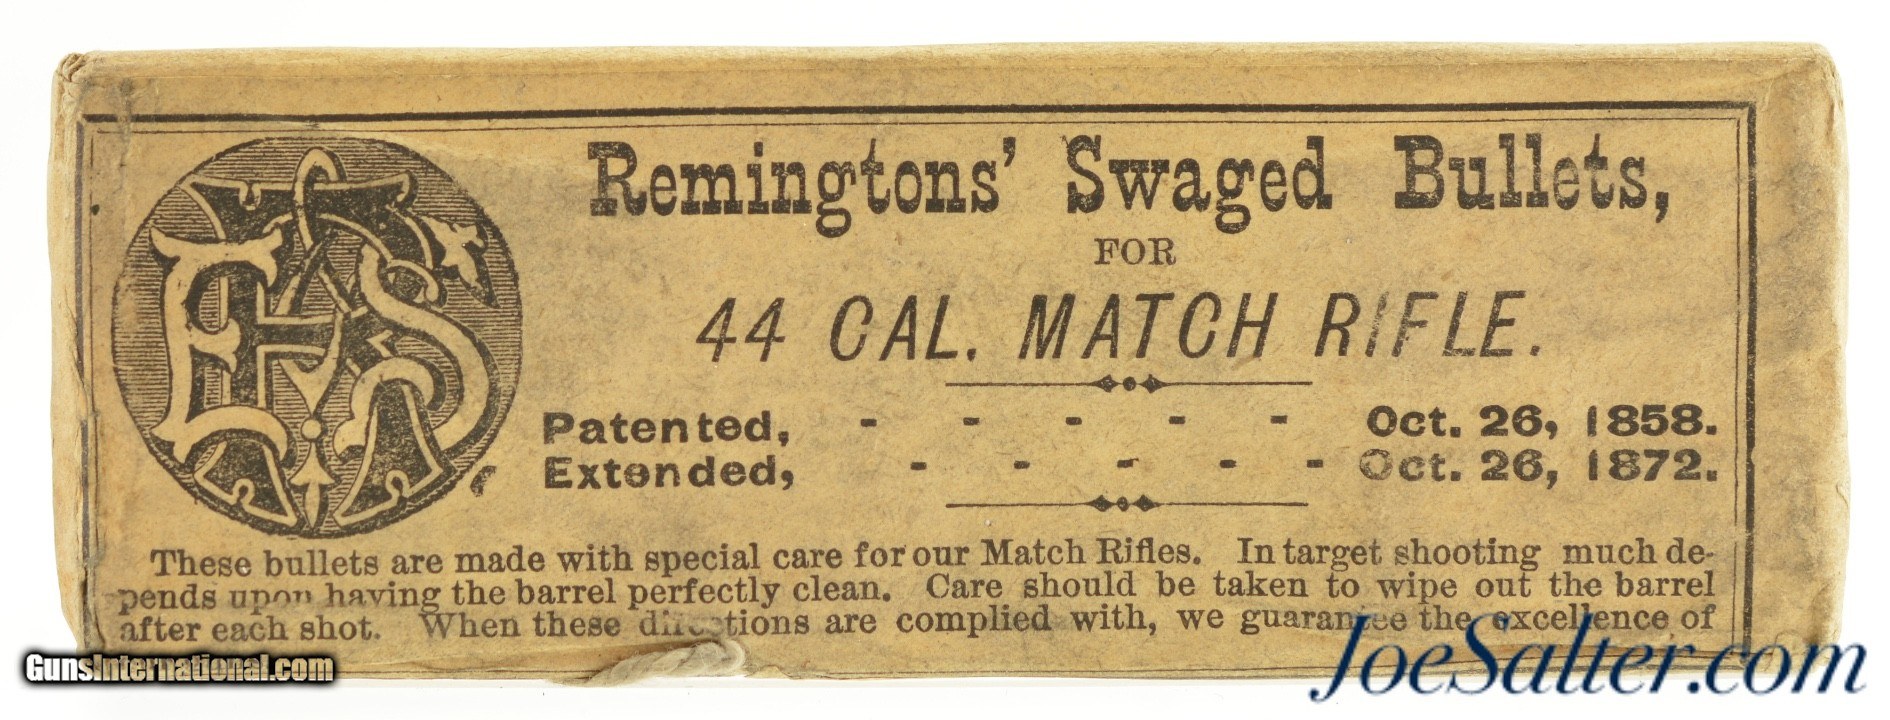 Remingtons' Swaged Bullets,
FOR
44 CAL. MATCH RIFLE.
Patented, - - - - - Oct. 26, 1858.
Extended, - - - - - Oct. 26, 1872.
These bullets are made with special care for our Match Rifles. In target shooting much de-
pends upon having the barrel perfectly clean. Care should be taken to wipe out the barrel
after each shot. When these directions are complied with, we guarantee the excellence of
GunsInternational.com
JoeSalter.com